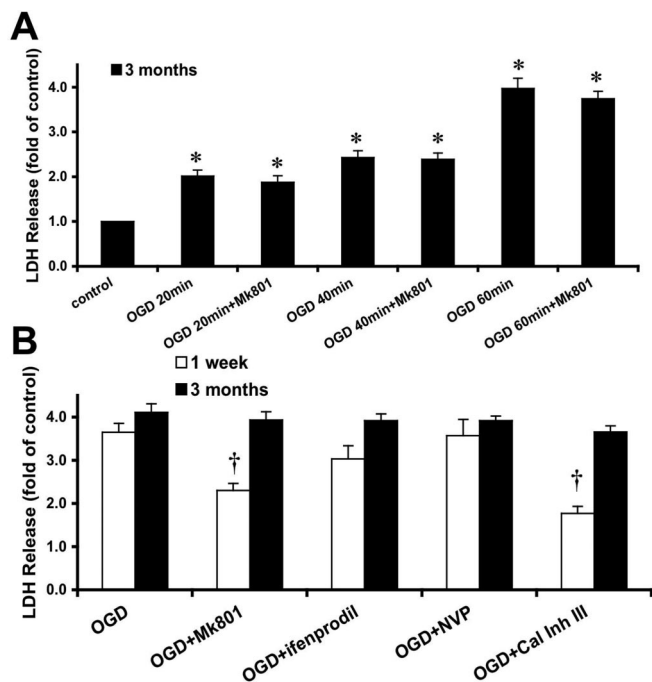 A
LDH Release (fold of control)
3 months
4.0
3.0
2.0
1.0
0.0
* * * * * *
control
OGD 20min
OGD 20min+Mk801
OGD 40min
OGD 40min+Mk801
OGD 60min
OGD 60min+Mk801
B
LDH Release (fold of control)
1 week
3 months
4.0
3.0
2.0
1.0
0.0
† †
OGD
OGD+Mk801
OGD+ifenprodil
OGD+NVP
OGD+Cal Inh III